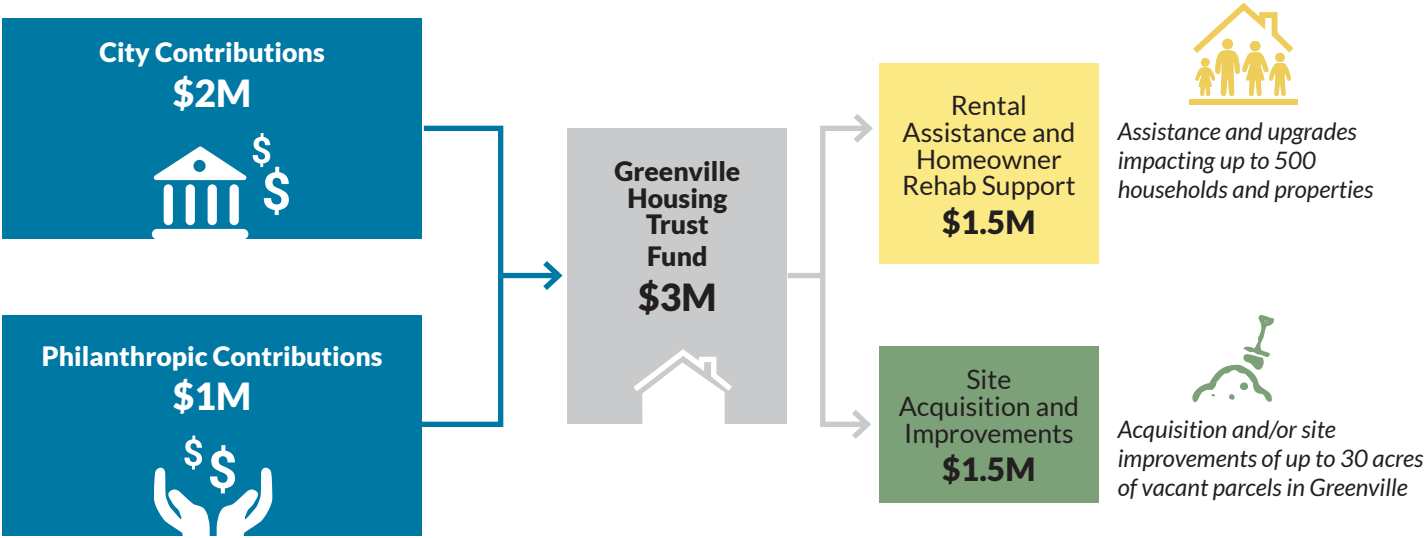 City Contributions
$2M
$
$
Philanthropic Contributions
$1M
$
$
Greenville
Housing
Trust
Fund
$3M
Rental
Assistance and
Homeowner
Rehab Support
$1.5M
Assistance and upgrades
impacting up to 500
households and properties
Site
Acquisition and
Improvements
$1.5M
Acquisition and/or site
improvements of up to 30 acres
of vacant parcels in Greenville